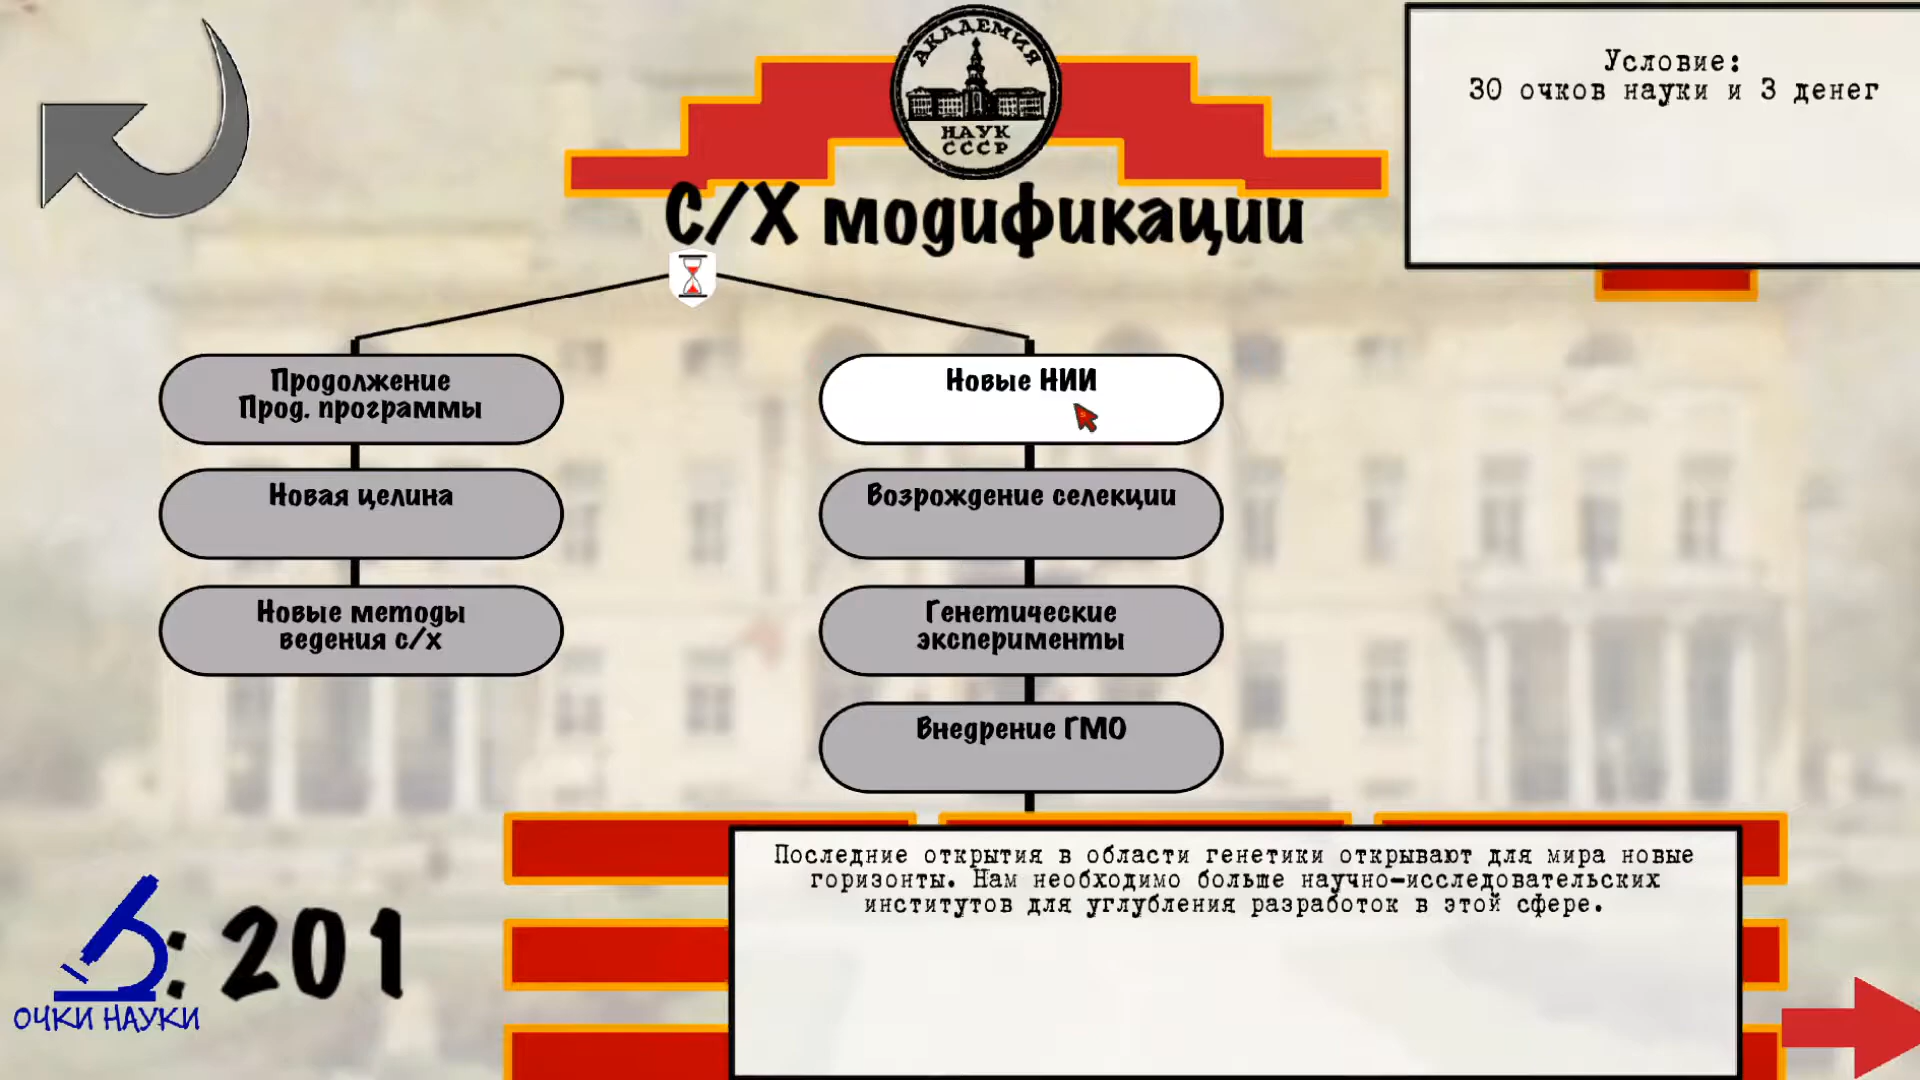 АКАДЕМИЯ
НАУК
СССР
Условие:
30 очков науки и 3 денег
С/Х модификации
Продолжение
Прод. программы
Новые НИИ
Новая целина
Возрождение селекции
Новые методы
ведения с/х
Генетические
эксперименты
Внедрение ГМО
Последние открытия в области генетики открывают для мира новые
горизонты. Нам необходимо больше научно-исследовательских
институтов для углубления разработок в этой сфере.
: 201
ОЧКИ НАУКИ